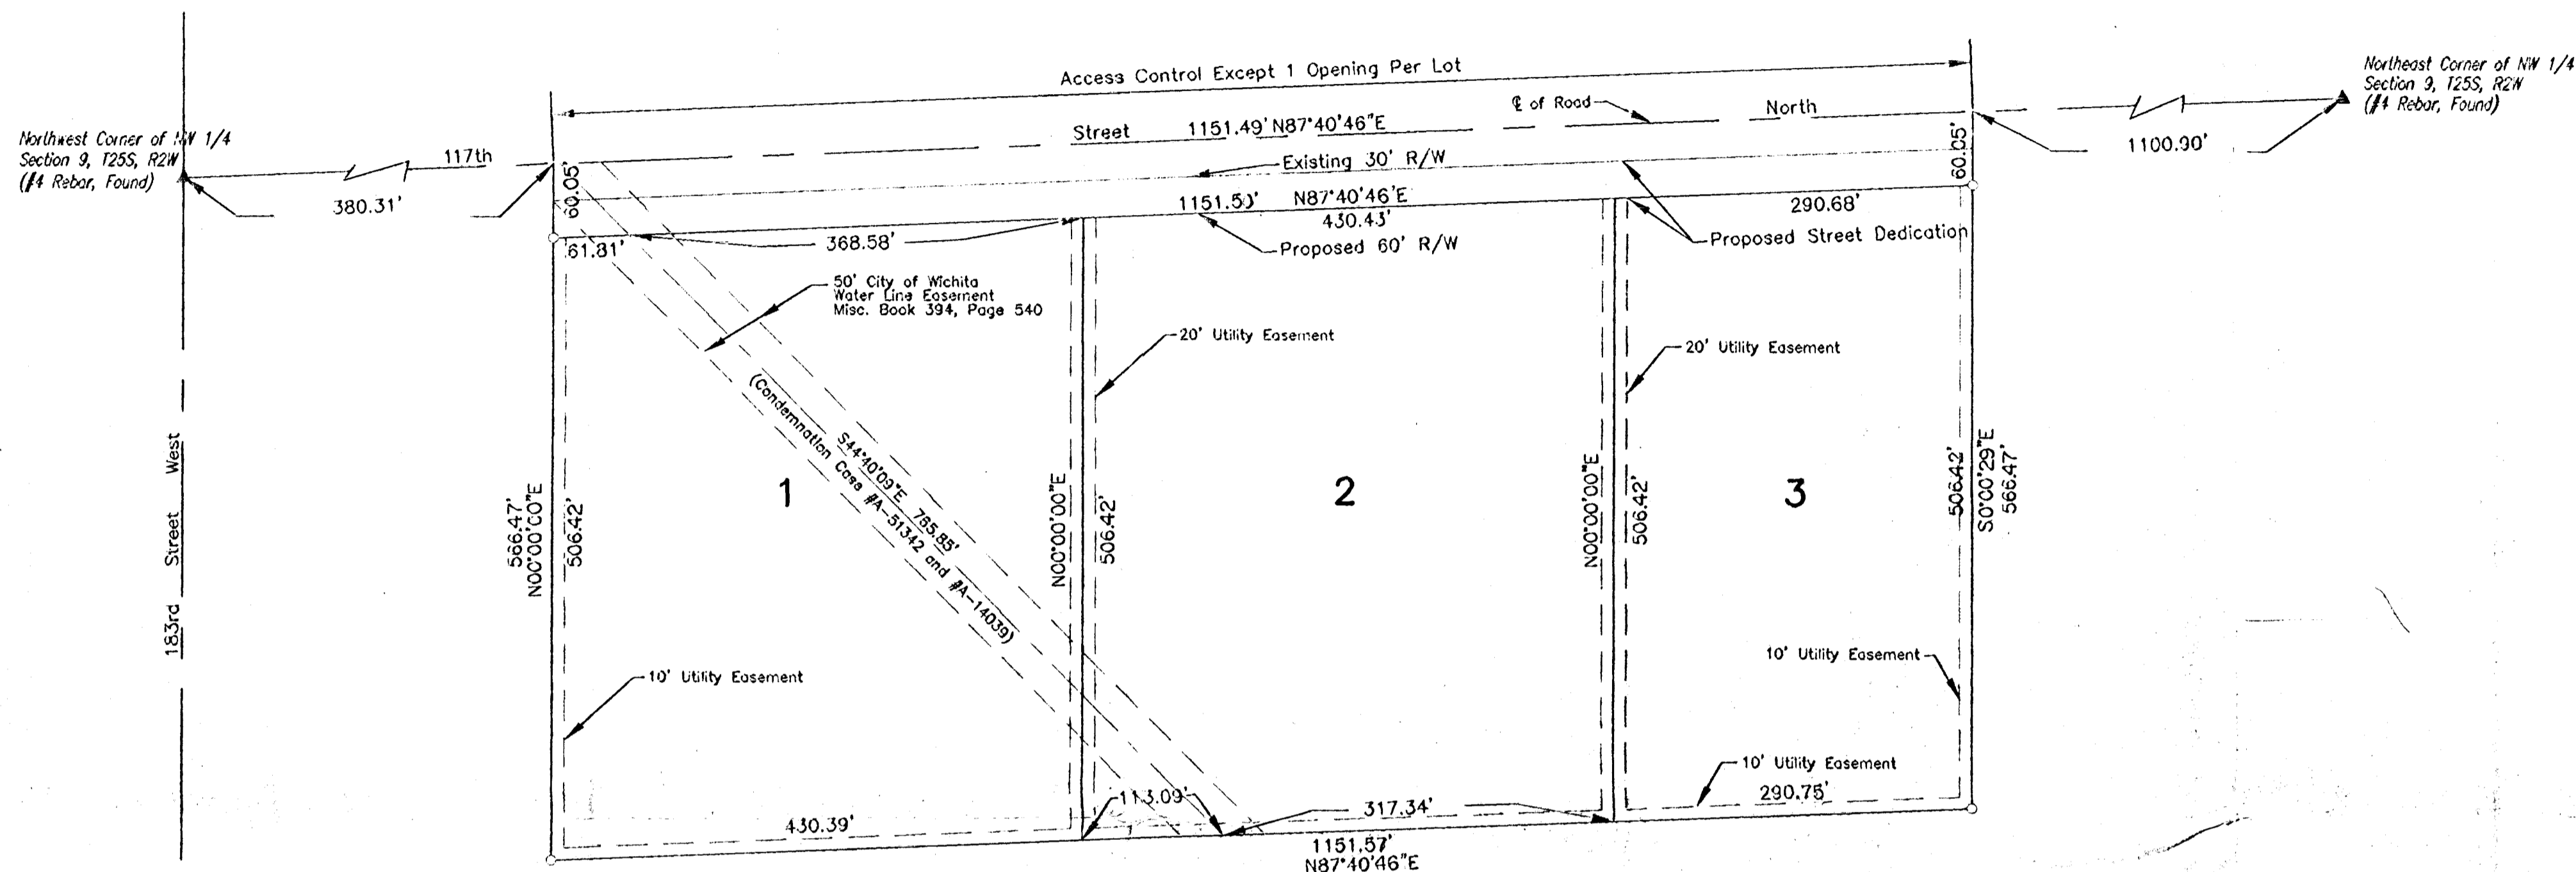 Access Control Except 1 Opening Per Lot
Northeast Corner of NW 1/4
Section 9, T25S, R2W
(#4 Rebar, Found)
Northwest Corner of NW 1/4
Section 9, T25S, R2W
(#4 Rebar, Found)
117th Street 1151.49' N87°40'46"E ℄ of Road North
380.31'
1100.90'
60.05'
60.05'
Existing 30' R/W
1151.50' N87°40'46'E
61.81'
368.58'
430.43'
290.68'
Proposed 60' R/W
Proposed Street Dedication
50' City of Wichita
Water Line Easement
Misc. Book 394, Page 540
20' Utility Easement
20' Utility Easement
S44°40'09"E 785.85'
(Condemnation Case #A-51342 and #A-14039)
183rd Street West
566.47'
N00°00'00"E
506.42'
1
N00°00'00"E
506.42'
2
N00°00'00"E
506.42'
3
506.42'
S0°00'29"E
566.47'
10' Utility Easement
10' Utility Easement
10' Utility Easement
430.39'
113.09'
317.34'
290.75'
1151.57'
N87°40'46"E